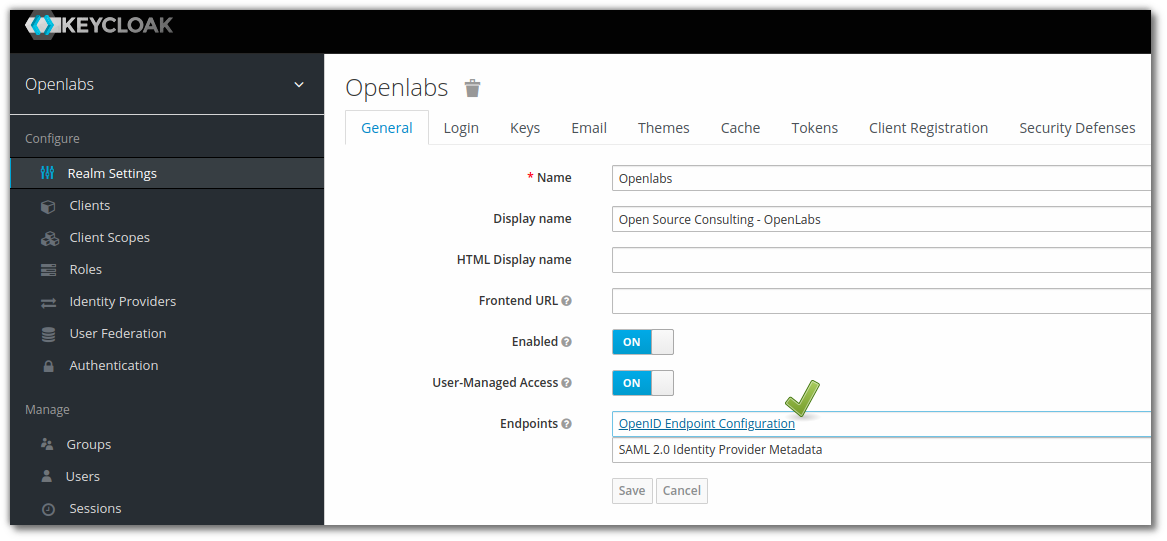 KEYCLOAK
Openlabs
Configure
Realm Settings
Clients
Client Scopes
Roles
Identity Providers
User Federation
Authentication
Manage
Groups
Users
Sessions
Openlabs
General Login Keys Email Themes Cache Tokens Client Registration Security Defenses
* Name Openlabs
Display name Open Source Consulting - OpenLabs
HTML Display name
Frontend URL ?
Enabled ? ON
User-Managed Access ? ON
Endpoints ? OpenID Endpoint Configuration
SAML 2.0 Identity Provider Metadata
Save Cancel